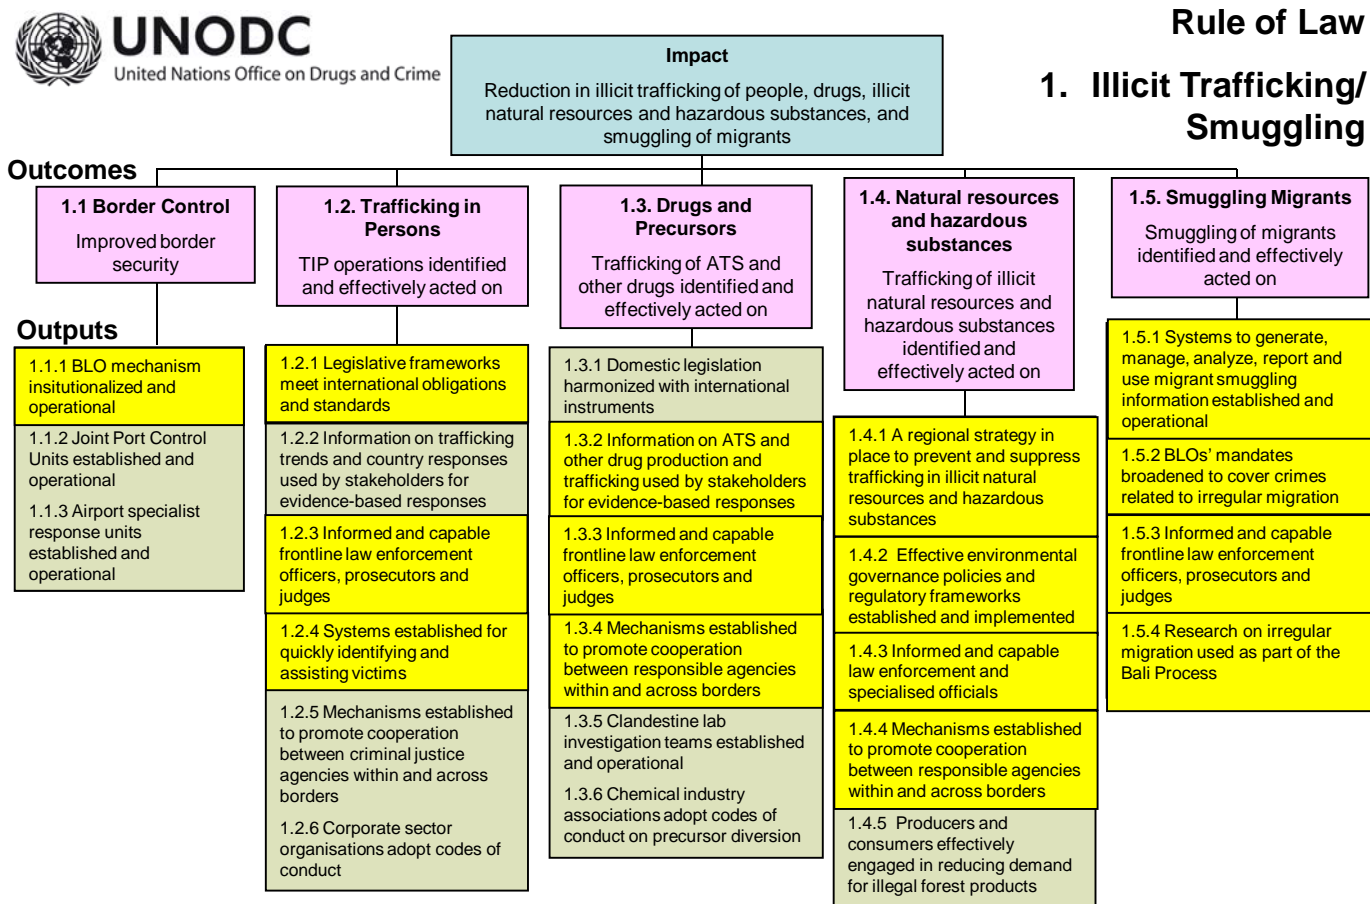 UNODC
United Nations Office on Drugs and Crime
Rule of Law
1. Illicit Trafficking/
Smuggling
Impact
Reduction in illicit trafficking of people, drugs, illicit
natural resources and hazardous substances, and
smuggling of migrants
Outcomes
1.1 Border Control
Improved border
security
1.2. Trafficking in
Persons
TIP operations identified
and effectively acted on
1.3. Drugs and
Precursors
Trafficking of ATS and
other drugs identified and
effectively acted on
1.4. Natural resources
and hazardous
substances
Trafficking of illicit
natural resources and
hazardous substances
identified and
effectively acted on
1.5. Smuggling Migrants
Smuggling of migrants
identified and effectively
acted on
Outputs
1.1.1 BLO mechanism
insitutionalized and
operational
1.1.2 Joint Port Control
Units established and
operational
1.1.3 Airport specialist
response units
established and
operational
1.2.1 Legislative frameworks
meet international obligations
and standards
1.2.2 Information on trafficking
trends and country responses
used by stakeholders for
evidence-based responses
1.2.3 Informed and capable
frontline law enforcement
officers, prosecutors and
judges
1.2.4 Systems established for
quickly identifying and
assisting victims
1.2.5 Mechanisms established
to promote cooperation
between criminal justice
agencies within and across
borders
1.2.6 Corporate sector
organisations adopt codes of
conduct
1.3.1 Domestic legislation
harmonized with international
instruments
1.3.2 Information on ATS and
other drug production and
trafficking used by stakeholders
for evidence-based responses
1.3.3 Informed and capable
frontline law enforcement
officers, prosecutors and
judges
1.3.4 Mechanisms established
to promote cooperation
between responsible agencies
within and across borders
1.3.5 Clandestine lab
investigation teams established
and operational
1.3.6 Chemical industry
associations adopt codes of
conduct on precursor diversion
1.4.1 A regional strategy in
place to prevent and suppress
trafficking in illicit natural
resources and hazardous
substances
1.4.2 Effective environmental
governance policies and
regulatory frameworks
established and implemented
1.4.3 Informed and capable
law enforcement and
specialised officials
1.4.4 Mechanisms established
to promote cooperation
between responsible agencies
within and across borders
1.4.5 Producers and
consumers effectively
engaged in reducing demand
for illegal forest products
1.5.1 Systems to generate,
manage, analyze, report and
use migrant smuggling
information established and
operational
1.5.2 BLOs' mandates
broadened to cover crimes
related to irregular migration
1.5.3 Informed and capable
frontline law enforcement
officers, prosecutors and
judges
1.5.4 Research on irregular
migration used as part of the
Bali Process